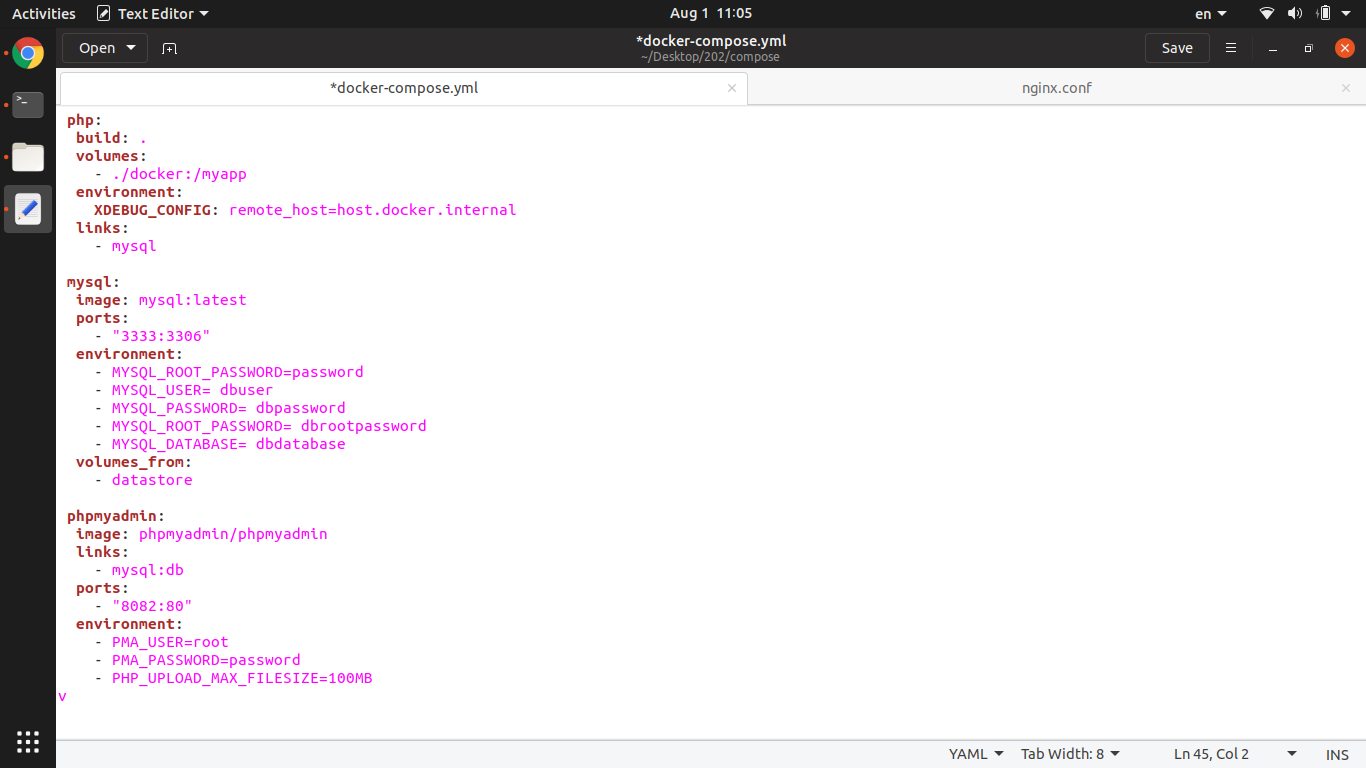 Activities Text Editor Aug 1 11:05 en
Open *docker-compose.yml Save
~/Desktop/202/compose
*docker-compose.yml nginx.conf
php:
build: .
volumes:
- ./docker:/myapp
environment:
XDEBUG_CONFIG: remote_host=host.docker.internal
links:
- mysql
mysql:
image: mysql:latest
ports:
- "3333:3306"
environment:
- MYSQL_ROOT_PASSWORD=password
- MYSQL_USER= dbuser
- MYSQL_PASSWORD= dbpassword
- MYSQL_ROOT_PASSWORD= dbrootpassword
- MYSQL_DATABASE= dbdatabase
volumes_from:
- datastore
phpmyadmin:
image: phpmyadmin/phpmyadmin
links:
- mysql:db
ports:
- "8082:80"
environment:
- PMA_USER=root
- PMA_PASSWORD=password
- PHP_UPLOAD_MAX_FILESIZE=100MB
v
YAML Tab Width: 8 Ln 45, Col 2 INS